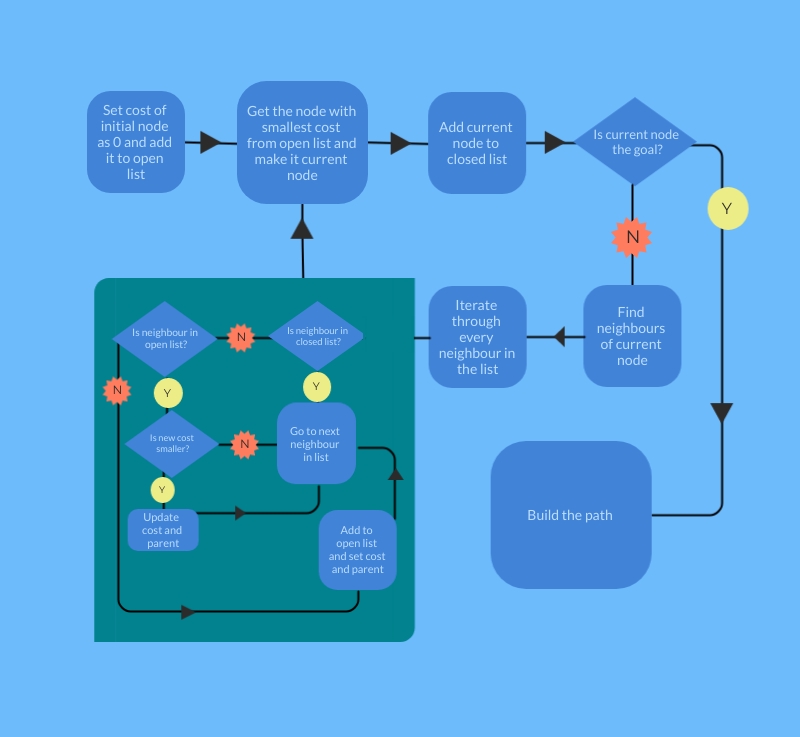 Set cost of
initial node
as 0 and add
it to open
list
Get the node with
smallest cost
from open list and
make it current
node
Add current
node to
closed list
Is current node
the goal?
Y
N
Find
neighbours
of current
node
Iterate
through
every
neighbour in
the list
Is neighbour in
closed list?
N
Is neighbour in
open list?
Y
N
Y
Is new cost
smaller?
N
Go to next
neighbour
in list
Y
Update
cost and
parent
Add to
open list
and set cost
and parent
Build the path